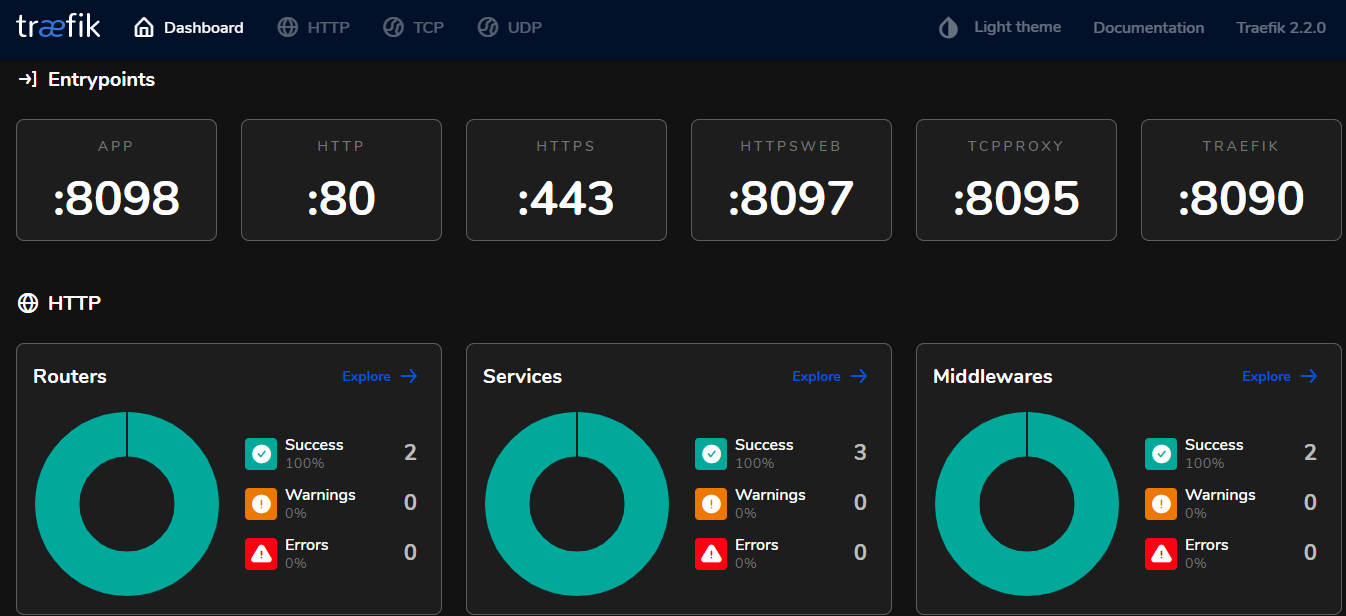 træfik Dashboard HTTP TCP UDP Light theme Documentation Traefik 2.2.0
Entrypoints
APP HTTP HTTPS HTTPSWEB TCPPROXY TRAEFIK
:8098 :80 :443 :8097 :8095 :8090
HTTP
Routers Explore Services Explore Middlewares Explore
Success 2 Success 3 Success 2
100% 100% 100%
Warnings 0 Warnings 0 Warnings 0
0% 0% 0%
Errors 0 Errors 0 Errors 0
0% 0% 0%